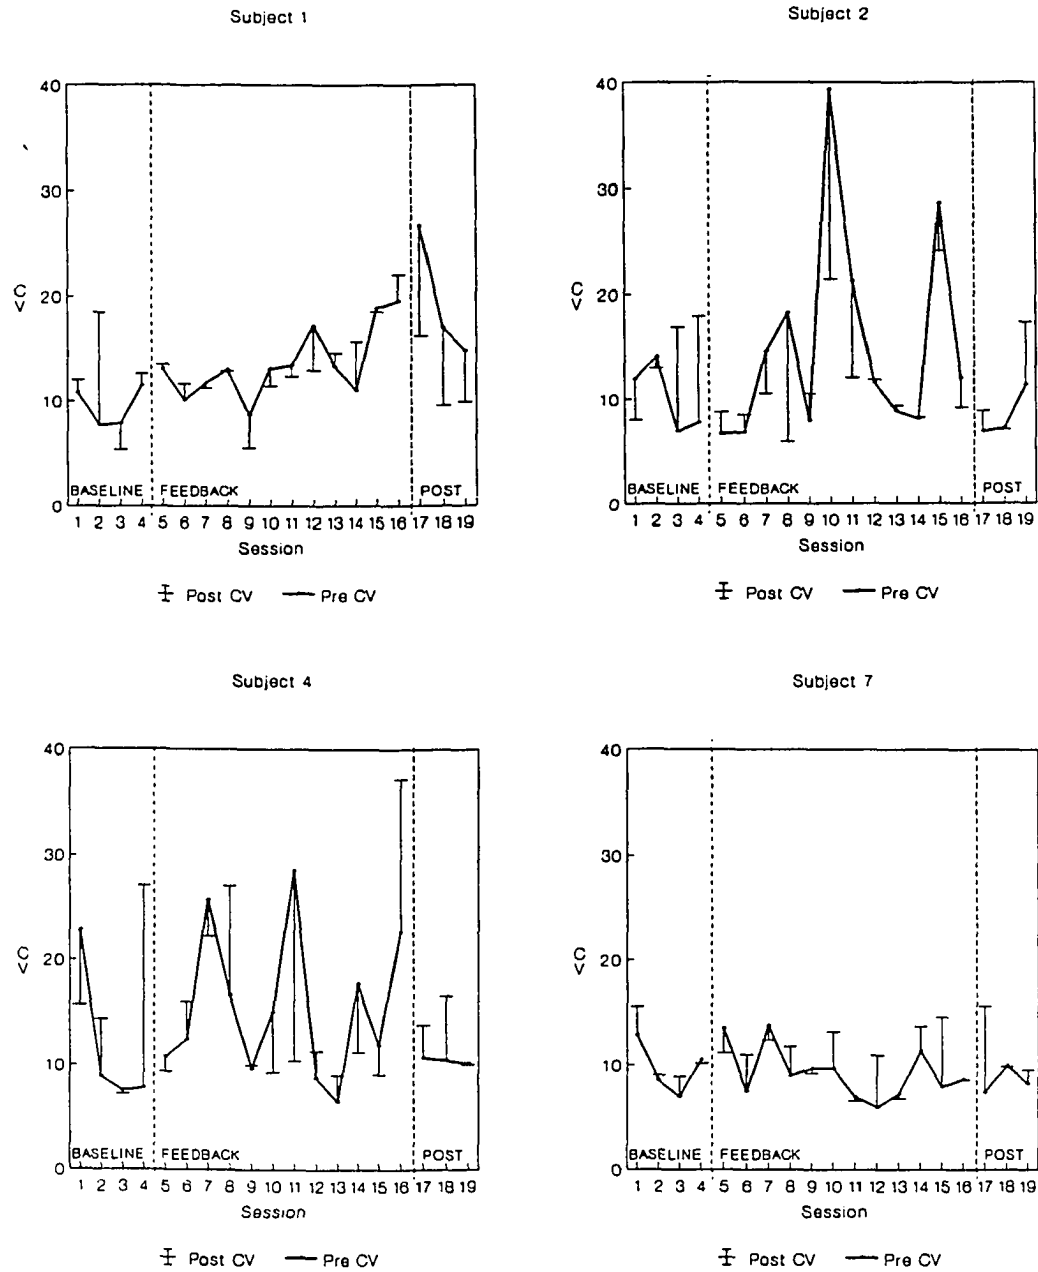 Subject 1
40
30
20
10
0
CV
BASELINE FEEDBACK POST
1 2 3 4 5 6 7 8 9 10 11 12 13 14 15 16 17 18 19
Session
Post CV Pre CV
Subject 2
40
30
20
10
0
CV
BASELINE FEEDBACK POST
1 2 3 4 5 6 7 8 9 10 11 12 13 14 15 16 17 18 19
Session
Post CV Pre CV
Subject 4
40
30
20
10
0
CV
BASELINE FEEDBACK POST
1 2 3 4 5 6 7 8 9 10 11 12 13 14 15 16 17 18 19
Session
Post CV Pre CV
Subject 7
40
30
20
10
0
CV
BASELINE FEEDBACK POST
1 2 3 4 5 6 7 8 9 10 11 12 13 14 15 16 17 18 19
Session
Post CV Pre CV